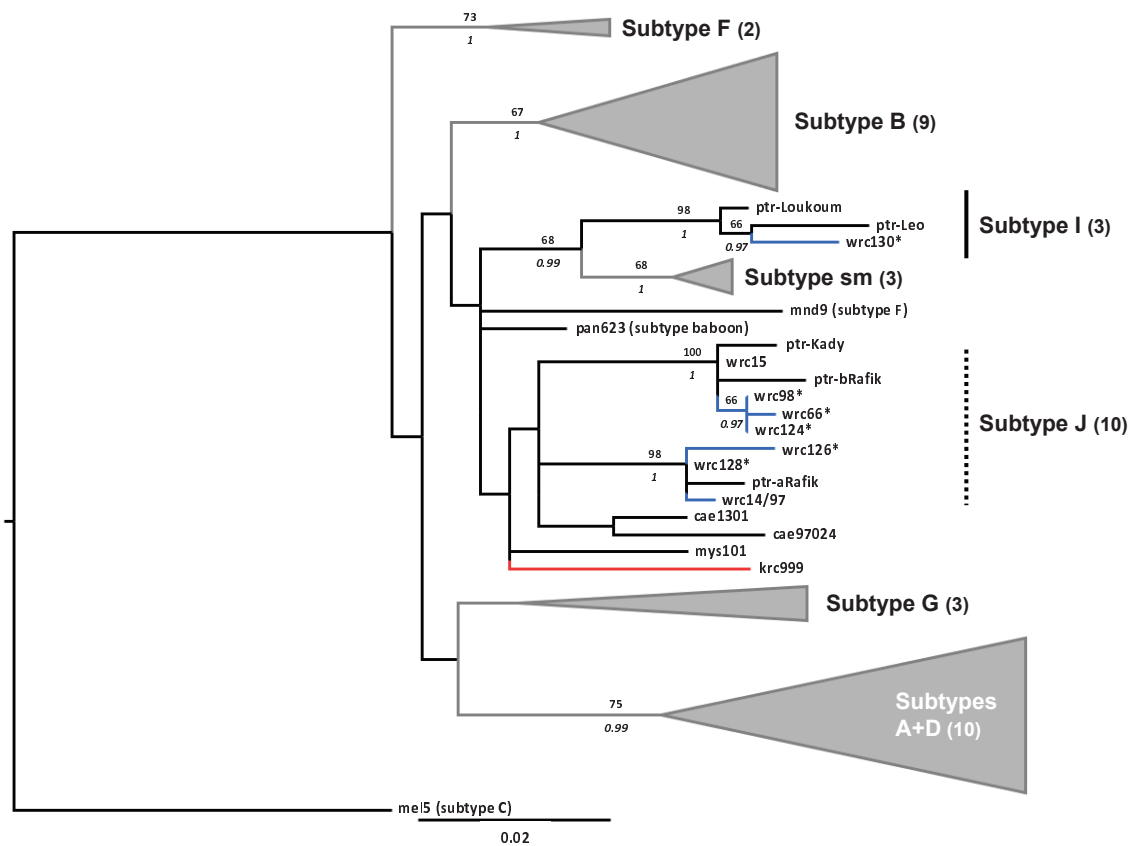 73
1
Subtype F (2)
67
1
Subtype B (9)
98
1
ptr-Loukoum
66
0.97
ptr-Leo
wrc130*
Subtype I (3)
68
0.99
68
1
Subtype sm (3)
mnd9 (subtype F)
pan623 (subtype baboon)
100
1
ptr-Kady
wrc15
ptr-bRafik
66
0.97
wrc98*
wrc66*
wrc124*
Subtype J (10)
98
1
wrc126*
wrc128*
ptr-aRafik
wrc14/97
cae1301
cae97024
mys101
krc999
Subtype G (3)
75
0.99
Subtypes
A+D (10)
mel5 (subtype C)
0.02